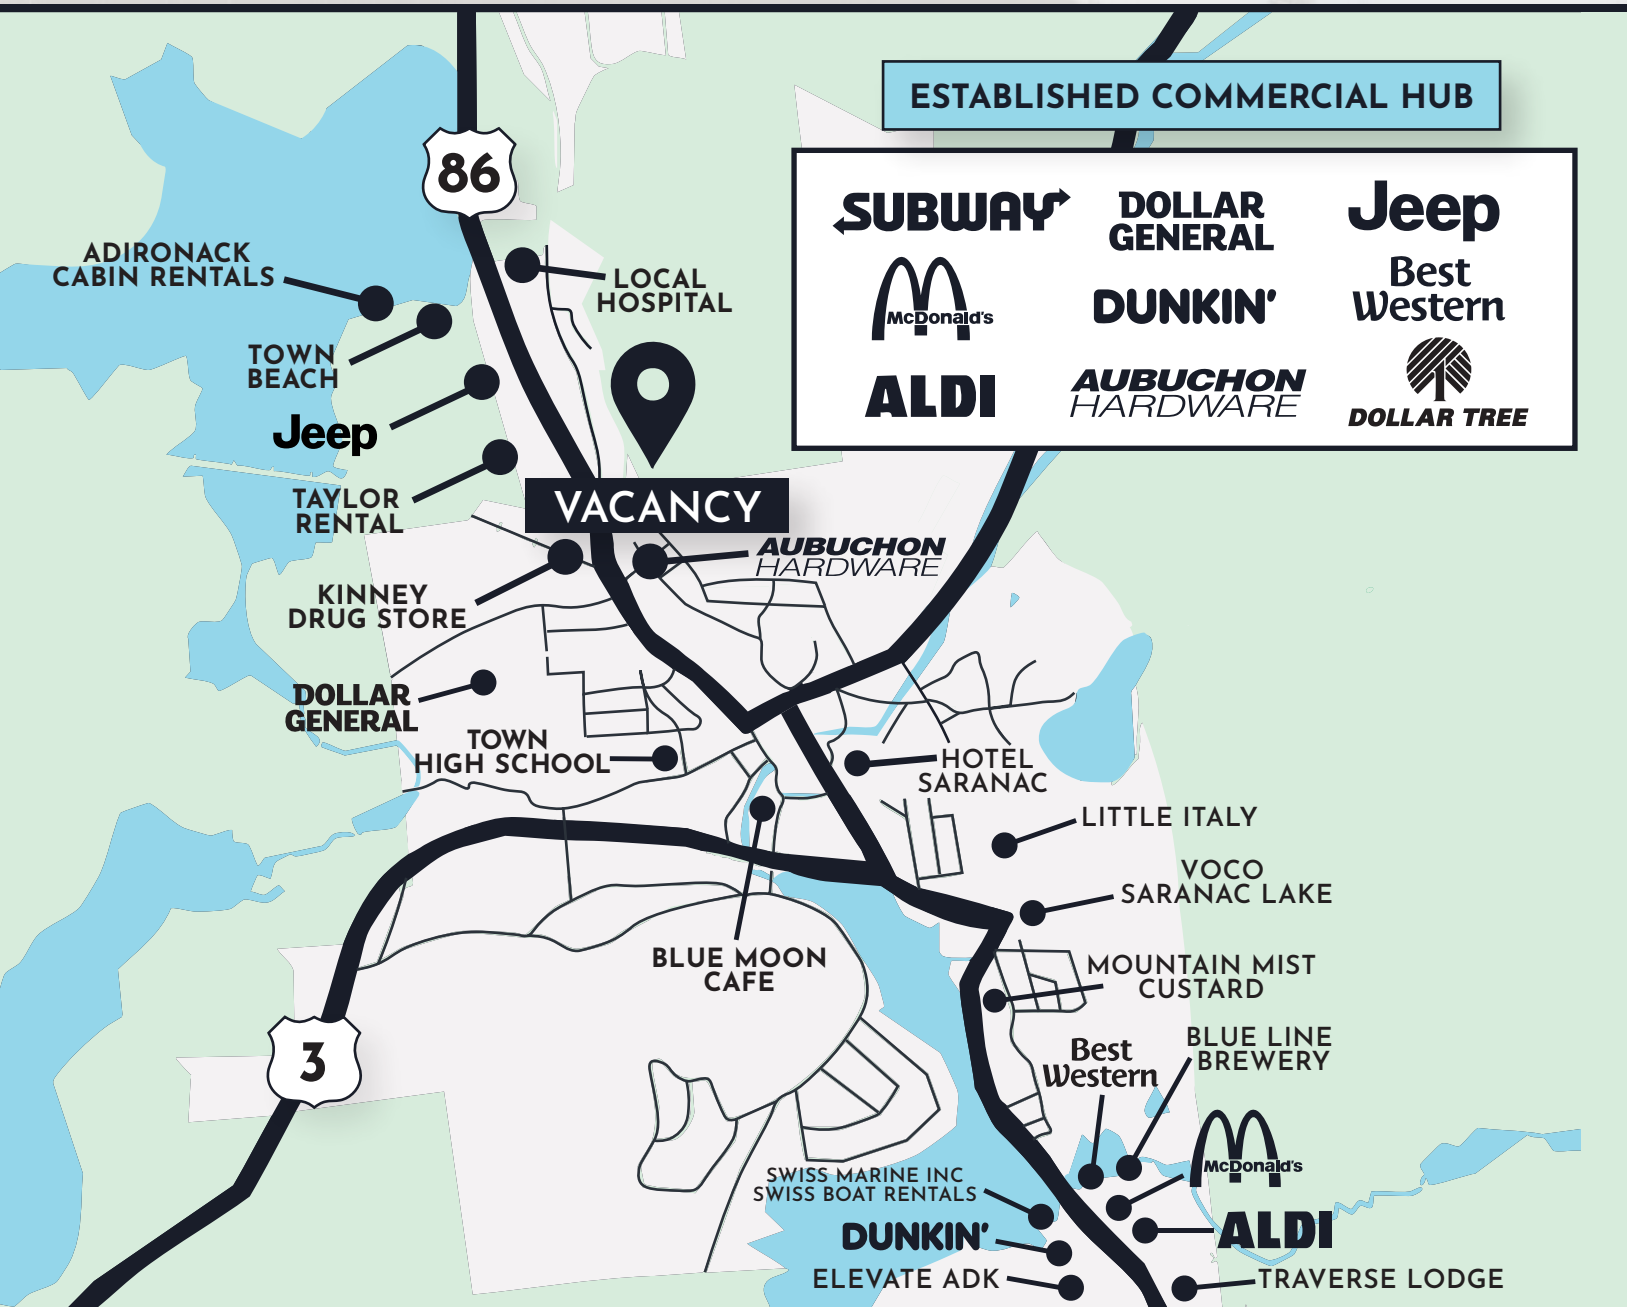 ESTABLISHED COMMERCIAL HUB
SUBWAY
DOLLAR
GENERAL
Jeep
McDonald's
DUNKIN'
Best
Western
ALDI
AUBUCHON
HARDWARE
DOLLAR TREE
86
ADIRONACK
CABIN RENTALS
LOCAL
HOSPITAL
TOWN
BEACH
Jeep
TAYLOR
RENTAL
VACANCY
AUBUCHON
HARDWARE
KINNEY
DRUG STORE
DOLLAR
GENERAL
TOWN
HIGH SCHOOL
HOTEL
SARANAC
LITTLE ITALY
VOCO
SARANAC LAKE
BLUE MOON
CAFE
MOUNTAIN MIST
CUSTARD
3
Best
Western
BLUE LINE
BREWERY
McDonald's
SWISS MARINE INC
SWISS BOAT RENTALS
DUNKIN'
ALDI
ELEVATE ADK
TRAVERSE LODGE